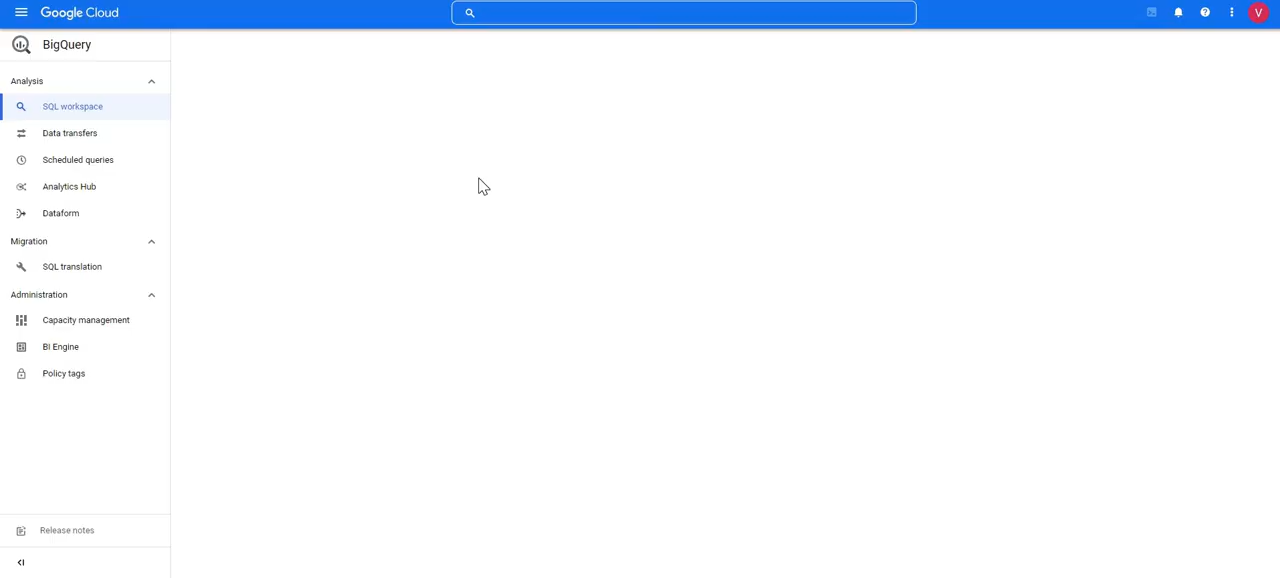 Google Cloud
V
BigQuery
Analysis
SQL workspace
Data transfers
Scheduled queries
Analytics Hub
Dataform
Migration
SQL translation
Administration
Capacity management
BI Engine
Policy tags
Release notes